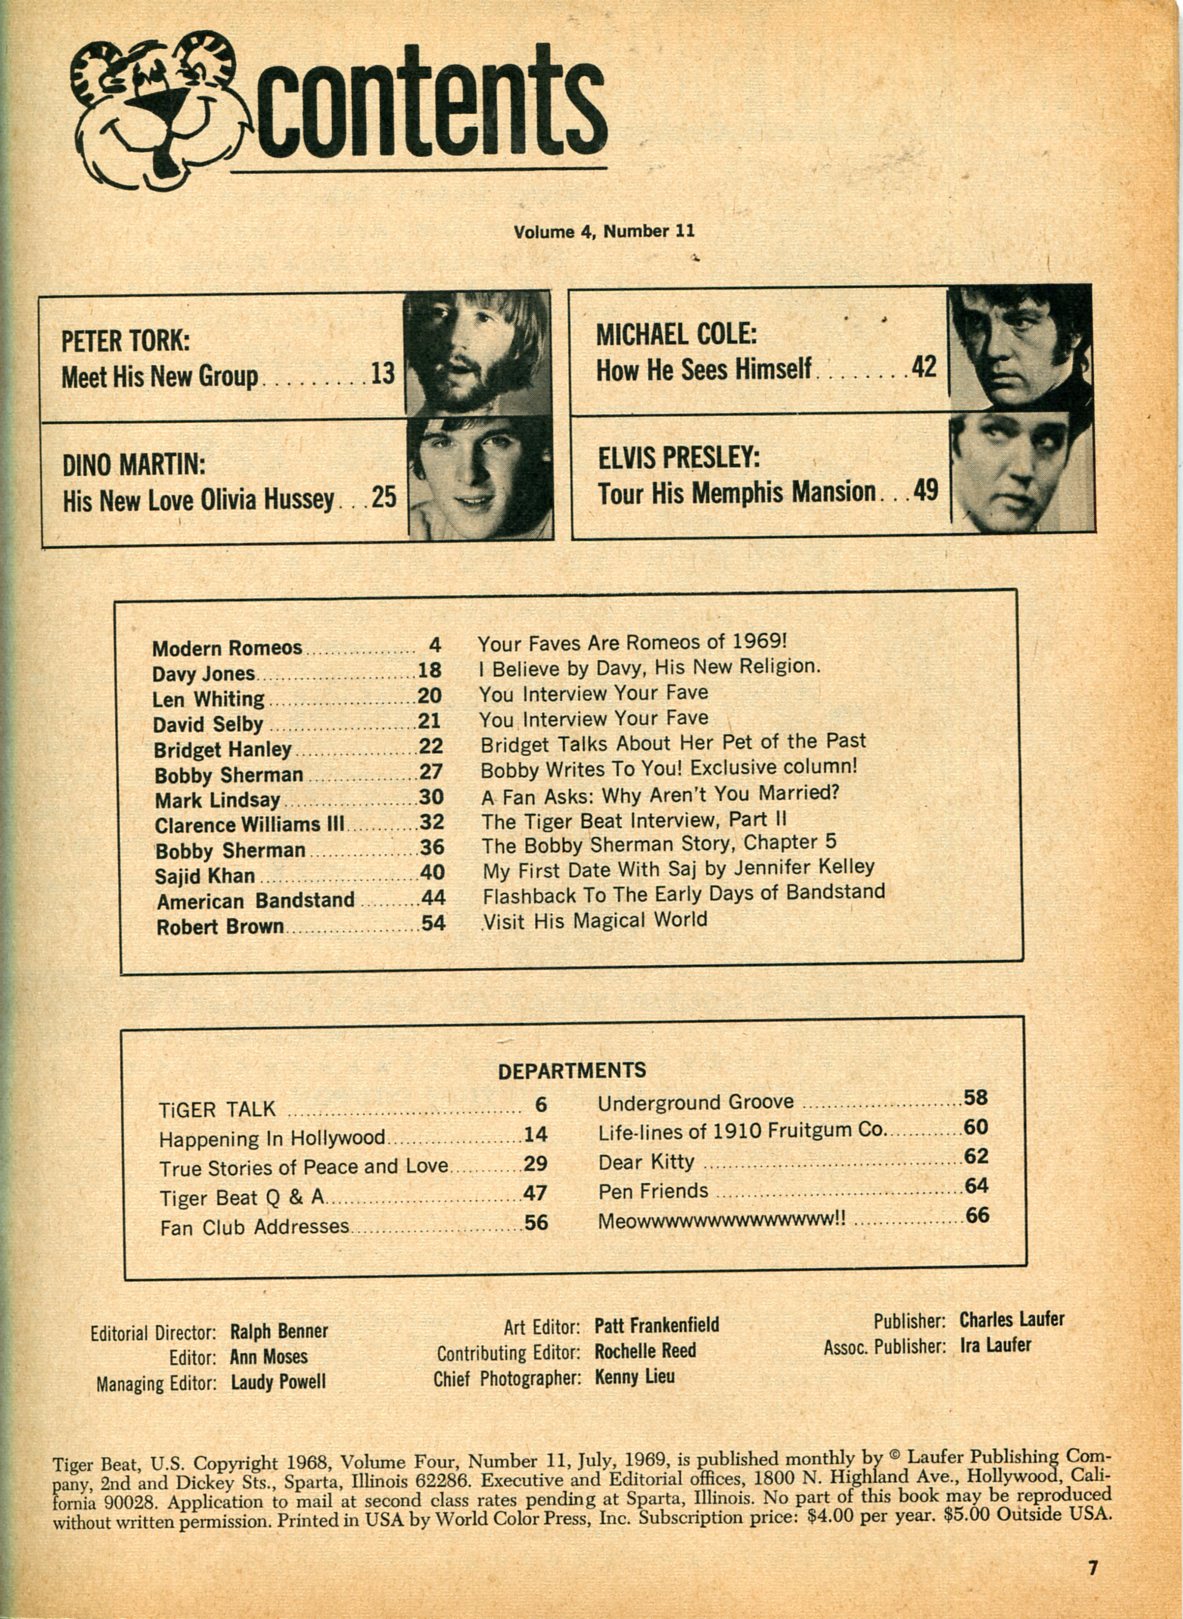 contents
Volume 4, Number 11
PETER TORK:
Meet His New Group.........13
DINO MARTIN:
His New Love Olivia Hussey...25
MICHAEL COLE:
How He Sees Himself........42
ELVIS PRESLEY:
Tour His Memphis Mansion...49
Modern Romeos.................. 4 Your Faves Are Romeos of 1969!
Davy Jones..........................18 I Believe by Davy, His New Religion.
Len Whiting........................20 You Interview Your Fave
David Selby........................21 You Interview Your Fave
Bridget Hanley....................22 Bridget Talks About Her Pet of the Past
Bobby Sherman..................27 Bobby Writes To You! Exclusive column!
Mark Lindsay......................30 A Fan Asks: Why Aren't You Married?
Clarence Williams III............32 The Tiger Beat Interview, Part II
Bobby Sherman..................36 The Bobby Sherman Story, Chapter 5
Sajid Khan..........................40 My First Date With Saj by Jennifer Kelley
American Bandstand..........44 Flashback To The Early Days of Bandstand
Robert Brown......................54 Visit His Magical World
DEPARTMENTS
TiGER TALK ...................................... 6
Happening In Hollywood......................14
True Stories of Peace and Love............29
Tiger Beat Q & A................................47
Fan Club Addresses............................56
Underground Groove ..........................58
Life-lines of 1910 Fruitgum Co.............60
Dear Kitty ..........................................62
Pen Friends ........................................64
Meowwwwwwwwwwwwww!! ..................66
Editorial Director: Ralph Benner
Editor: Ann Moses
Managing Editor: Laudy Powell
Art Editor: Patt Frankenfield
Contributing Editor: Rochelle Reed
Chief Photographer: Kenny Lieu
Publisher: Charles Laufer
Assoc. Publisher: Ira Laufer
Tiger Beat, U.S. Copyright 1968, Volume Four, Number 11, July, 1969, is published monthly by © Laufer Publishing Com-
pany, 2nd and Dickey Sts., Sparta, Illinois 62286. Executive and Editorial offices, 1800 N. Highland Ave., Hollywood, Cali-
fornia 90028. Application to mail at second class rates pending at Sparta, Illinois. No part of this book may be reproduced
without written permission. Printed in USA by World Color Press, Inc. Subscription price: $4.00 per year. $5.00 Outside USA.
7